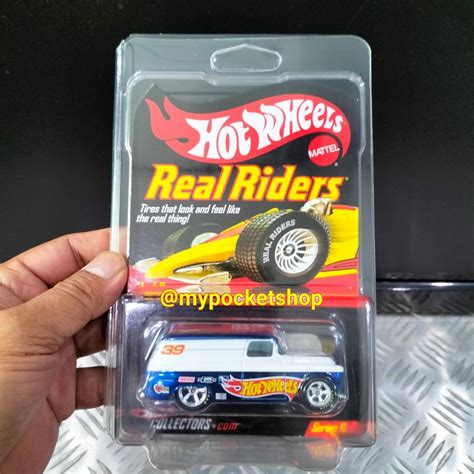 HOT WHEELS
MATTEL
Real Riders
Tires that look and feel like
the real thing!
REAL RIDERS
@mypocketshop
39
HOT WHEELS
COLLECTORS.com